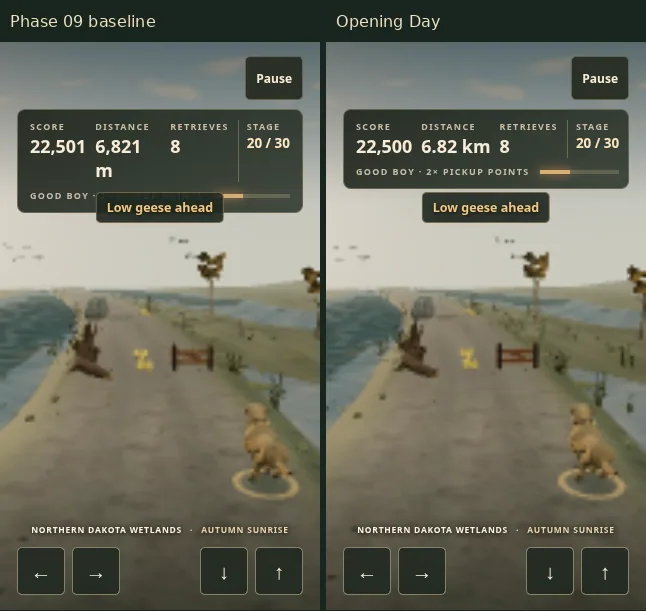 Phase 09 baseline
Pause
SCORE DISTANCE RETRIEVES STAGE
22,501 6,821 m 8 20 / 30
GOOD BOY ·
Low geese ahead
NORTHERN DAKOTA WETLANDS · AUTUMN SUNRISE
← → ↓ ↑
Opening Day
Pause
SCORE DISTANCE RETRIEVES STAGE
22,500 6.82 km 8 20 / 30
GOOD BOY · 2× PICKUP POINTS
Low geese ahead
NORTHERN DAKOTA WETLANDS · AUTUMN SUNRISE
← → ↓ ↑